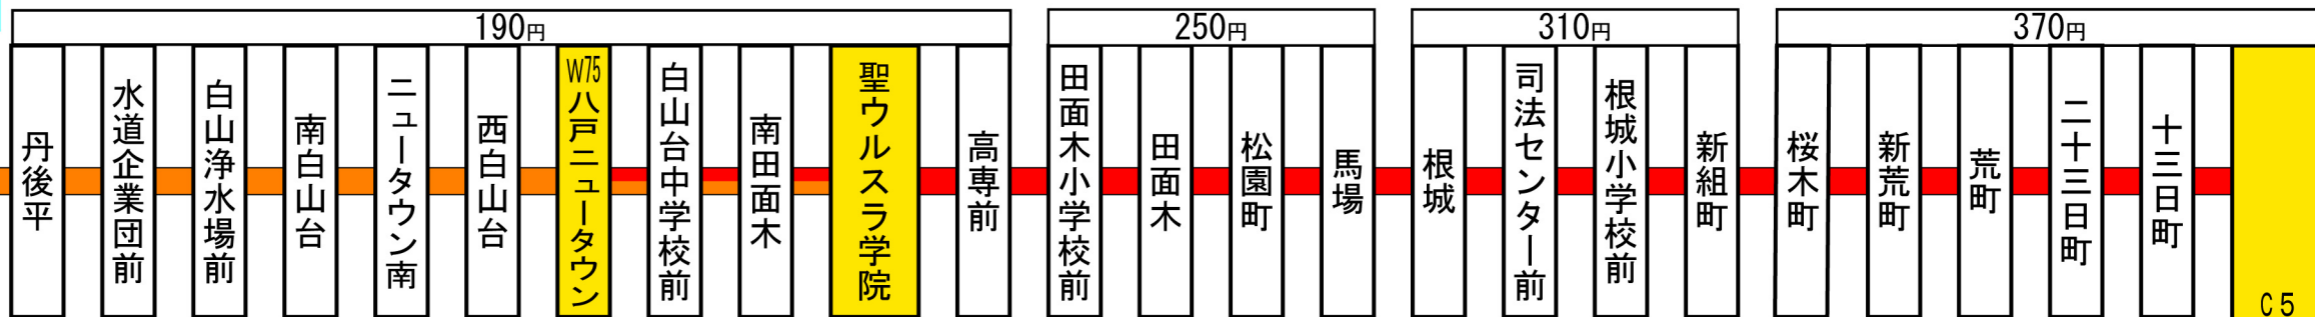 190円
250円
310円
370円
丹後平
水道企業団前
白山浄水場前
南白山台
ニュータウン南
西白山台
W75
八戸ニュータウン
白山台中学校前
南田面木
聖ウルスラ学院
高専前
田面木小学校前
田面木
松園町
馬場
根城
司法センター前
根城小学校前
新組町
桜木町
新荒町
荒町
二十三日町
十三日町
C5